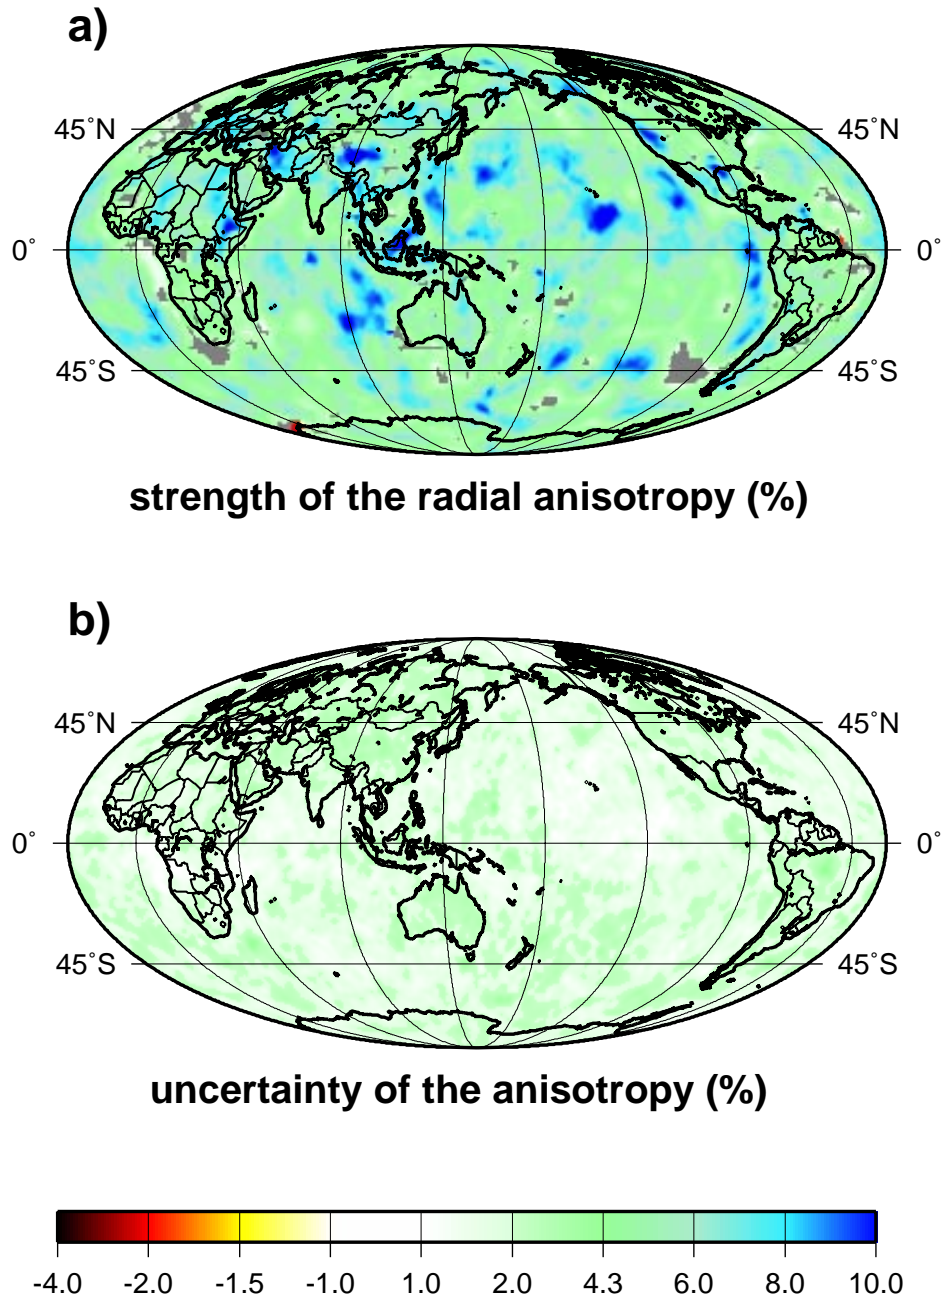 a)
45˚N 45˚N
0˚ 0˚
45˚S 45˚S
strength of the radial anisotropy (%)
b)
45˚N 45˚N
0˚ 0˚
45˚S 45˚S
uncertainty of the anisotropy (%)
-4.0 -2.0 -1.5 -1.0 1.0 2.0 4.3 6.0 8.0 10.0